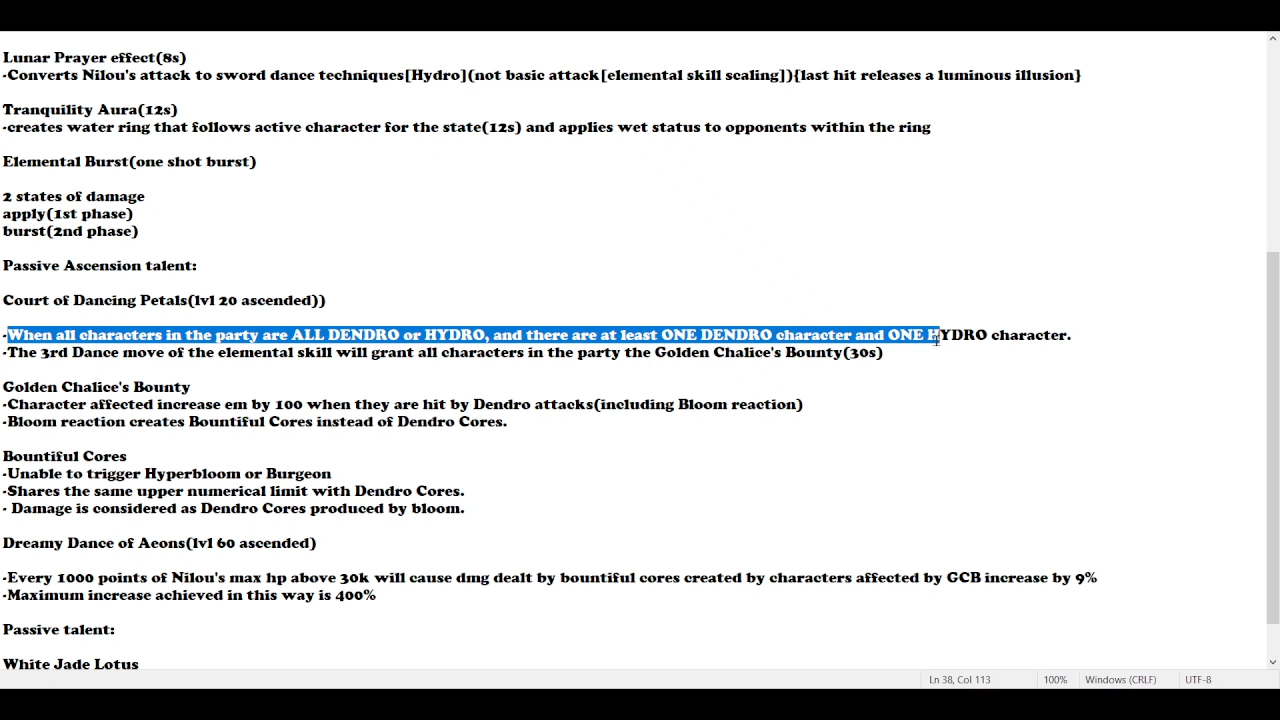 Lunar Prayer effect(8s)
-Converts Nilou's attack to sword dance techniques[Hydro](not basic attack[elemental skill scaling]){last hit releases a luminous illusion}
Tranquility Aura(12s)
-creates water ring that follows active character for the state(12s) and applies wet status to opponents within the ring
Elemental Burst(one shot burst)
2 states of damage
apply(1st phase)
burst(2nd phase)
Passive Ascension talent:
Court of Dancing Petals(lvl 20 ascended))
-When all characters in the party are ALL DENDRO or HYDRO, and there are at least ONE DENDRO character and ONE HYDRO character.
-The 3rd Dance move of the elemental skill will grant all characters in the party the Golden Chalice's Bounty(30s)
Golden Chalice's Bounty
-Character affected increase em by 100 when they are hit by Dendro attacks(including Bloom reaction)
-Bloom reaction creates Bountiful Cores instead of Dendro Cores.
Bountiful Cores
-Unable to trigger Hyperbloom or Burgeon
-Shares the same upper numerical limit with Dendro Cores.
- Damage is considered as Dendro Cores produced by bloom.
Dreamy Dance of Aeons(lvl 60 ascended)
-Every 1000 points of Nilou's max hp above 30k will cause dmg dealt by bountiful cores created by characters affected by GCB increase by 9%
-Maximum increase achieved in this way is 400%
Passive talent:
White Jade Lotus
Ln 38, Col 113 100% Windows (CRLF) UTF-8